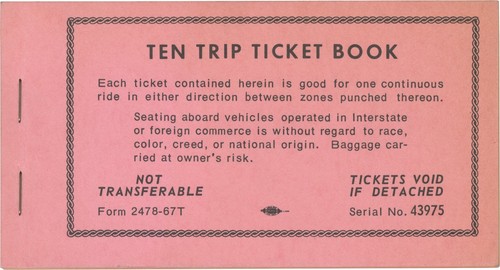 TEN TRIP TICKET BOOK
Each ticket contained herein is good for one continuous
ride in either direction between zones punched thereon.
Seating aboard vehicles operated in Interstate
or foreign commerce is without regard to race,
color, creed, or national origin. Baggage car-
ried at owner's risk.
NOT
TRANSFERABLE
TICKETS VOID
IF DETACHED
Form 2478-67T
Serial No. 43975